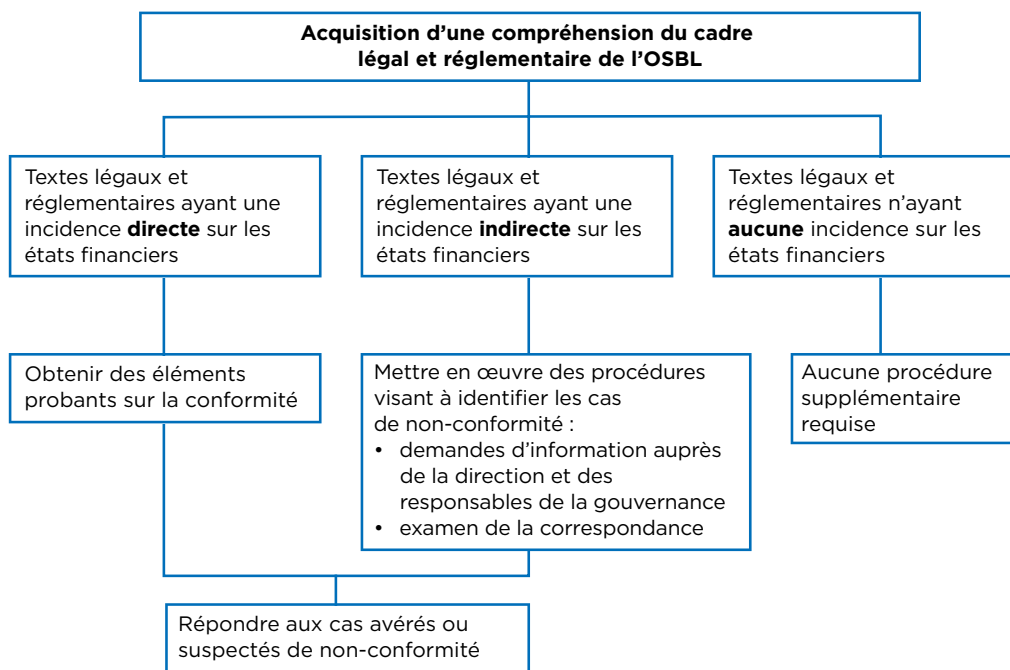 Acquisition d’une compréhension du cadre
légal et réglementaire de l’OSBL
Textes légaux et
réglementaires ayant une
incidence directe sur les
états financiers
Textes légaux et
réglementaires ayant une
incidence indirecte sur les
états financiers
Textes légaux et
réglementaires n’ayant
aucune incidence sur les
états financiers
Obtenir des éléments
probants sur la conformité
Mettre en œuvre des procédures
visant à identifier les cas
de non-conformité :
• demandes d’information auprès
de la direction et des
responsables de la gouvernance
• examen de la correspondance
Aucune procédure
supplémentaire
requise
Répondre aux cas avérés ou
suspectés de non-conformité